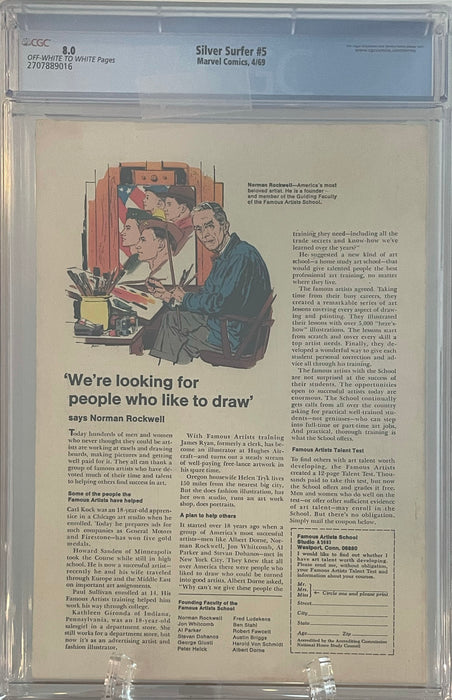 CGC
8.0
OFF-WHITE TO WHITE Pages
2707889016
Silver Surfer #5
Marvel Comics, 4/69
www.cgccomics.com
Norman Rockwell—America's most
beloved artist. He is a founder—
and member of the Guiding Faculty
of the Famous Artists School.
'We're looking for
people who like to draw'
says Norman Rockwell
Today hundreds of men and women
who never thought they could be art-
ists are working at easels and drawing
boards, making pictures and getting
well paid for it. They all can thank a
group of famous artists who have de-
voted much of their time and talent
to helping others find success in art.
Some of the people the
Famous Artists have helped
Carl Kock was an 18-year-old appren-
tice in a Chicago art studio when he
enrolled. Today he prepares ads for
such companies as General Motors
and Firestone—has won five gold
medals.
Howard Sanden of Minneapolis
took the Course while still in high
school. He is now a successful artist—
recently he and his wife traveled
through Europe and the Middle East
on important art assignments.
Paul Sullivan enrolled at 14. His
Famous Artists training helped him
work his way through college.
Kathleen Gironda of Indiana,
Pennsylvania, was an 18-year-old
salesgirl in a department store. She
still works for a department store, but
now it's as an advertising artist and
fashion illustrator.
With Famous Artists training
James Ryan, formerly a clerk, has be-
come an illustrator at Hughes Air-
craft—and turns out a steady stream
of well-paying free-lance artwork in
his spare time.
Oregon housewife Helen Tryk lives
150 miles from the nearest big city.
But she does fashion illustration, has
her own studio, runs an art work
shop, does portraits.
A plan to help others
It started over 18 years ago when a
group of America's most successful
artists—men like Albert Dorne, Nor-
man Rockwell, Jon Whitcomb, Al
Parker and Stevan Dohanos—met in
New York City. They knew that all
over America there were people who
liked to draw who could be turned
into good artists, Albert Dorne asked,
"Why can't we give these people the
Founding Faculty of the
Famous Artists School
Norman Rockwell
Jon Whitcomb
Al Parker
Stevan Dohanos
George Giusti
Peter Helck
Fred Ludekens
Ben Stahl
Robert Fawcett
Austin Briggs
Harold Von Schmidt
Albert Dorne
training they need—including all the
trade secrets and know-how we've
learned over the years?"
He suggested a new kind of art
school—a home study art school—that
would give talented people the best
professional art training, no matter
where they live.
The famous artists agreed. Taking
time from their busy careers, they
created a remarkable series of art
lessons covering every aspect of draw-
ing and painting. They illustrated
their lessons with over 5,000 "here's-
how" illustrations. The lessons start
from scratch and cover every skill a
top artist needs. Finally, they de-
veloped a wonderful way to give each
student personal correction and ad-
vice all through his training.
The famous artists with the School
are not surprised at the success of
their students. The opportunities
open to successful artists today are
enormous. The School continually
gets calls from all over the country
asking for practical well-trained stu-
dents—not geniuses—who can step
into full-time or part-time art jobs,
And practical, thorough training is
what the School offers.
Famous Artists Talent Test
To find others with art talent worth
developing, the Famous Artists
created a 12-page Talent Test. Thou-
sands paid to take this test, but now
the School offers and grades it free.
Men and women who do well on the
test—or offer other sufficient evidence
of art talent—may enroll in the
School. But there's no obligation.
Simply mail the coupon below.
Famous Artists School
Westport, Conn. 06880
I would like to find out whether I
have art talent worth developing.
Please send me, without obligation,
your Famous Artists Talent Test and
information about your course.
Mr.
Mrs.
Miss
Circle one and please print
Street
City
State
Age Zip
Accredited by the Accrediting Commission
National Home Study Council